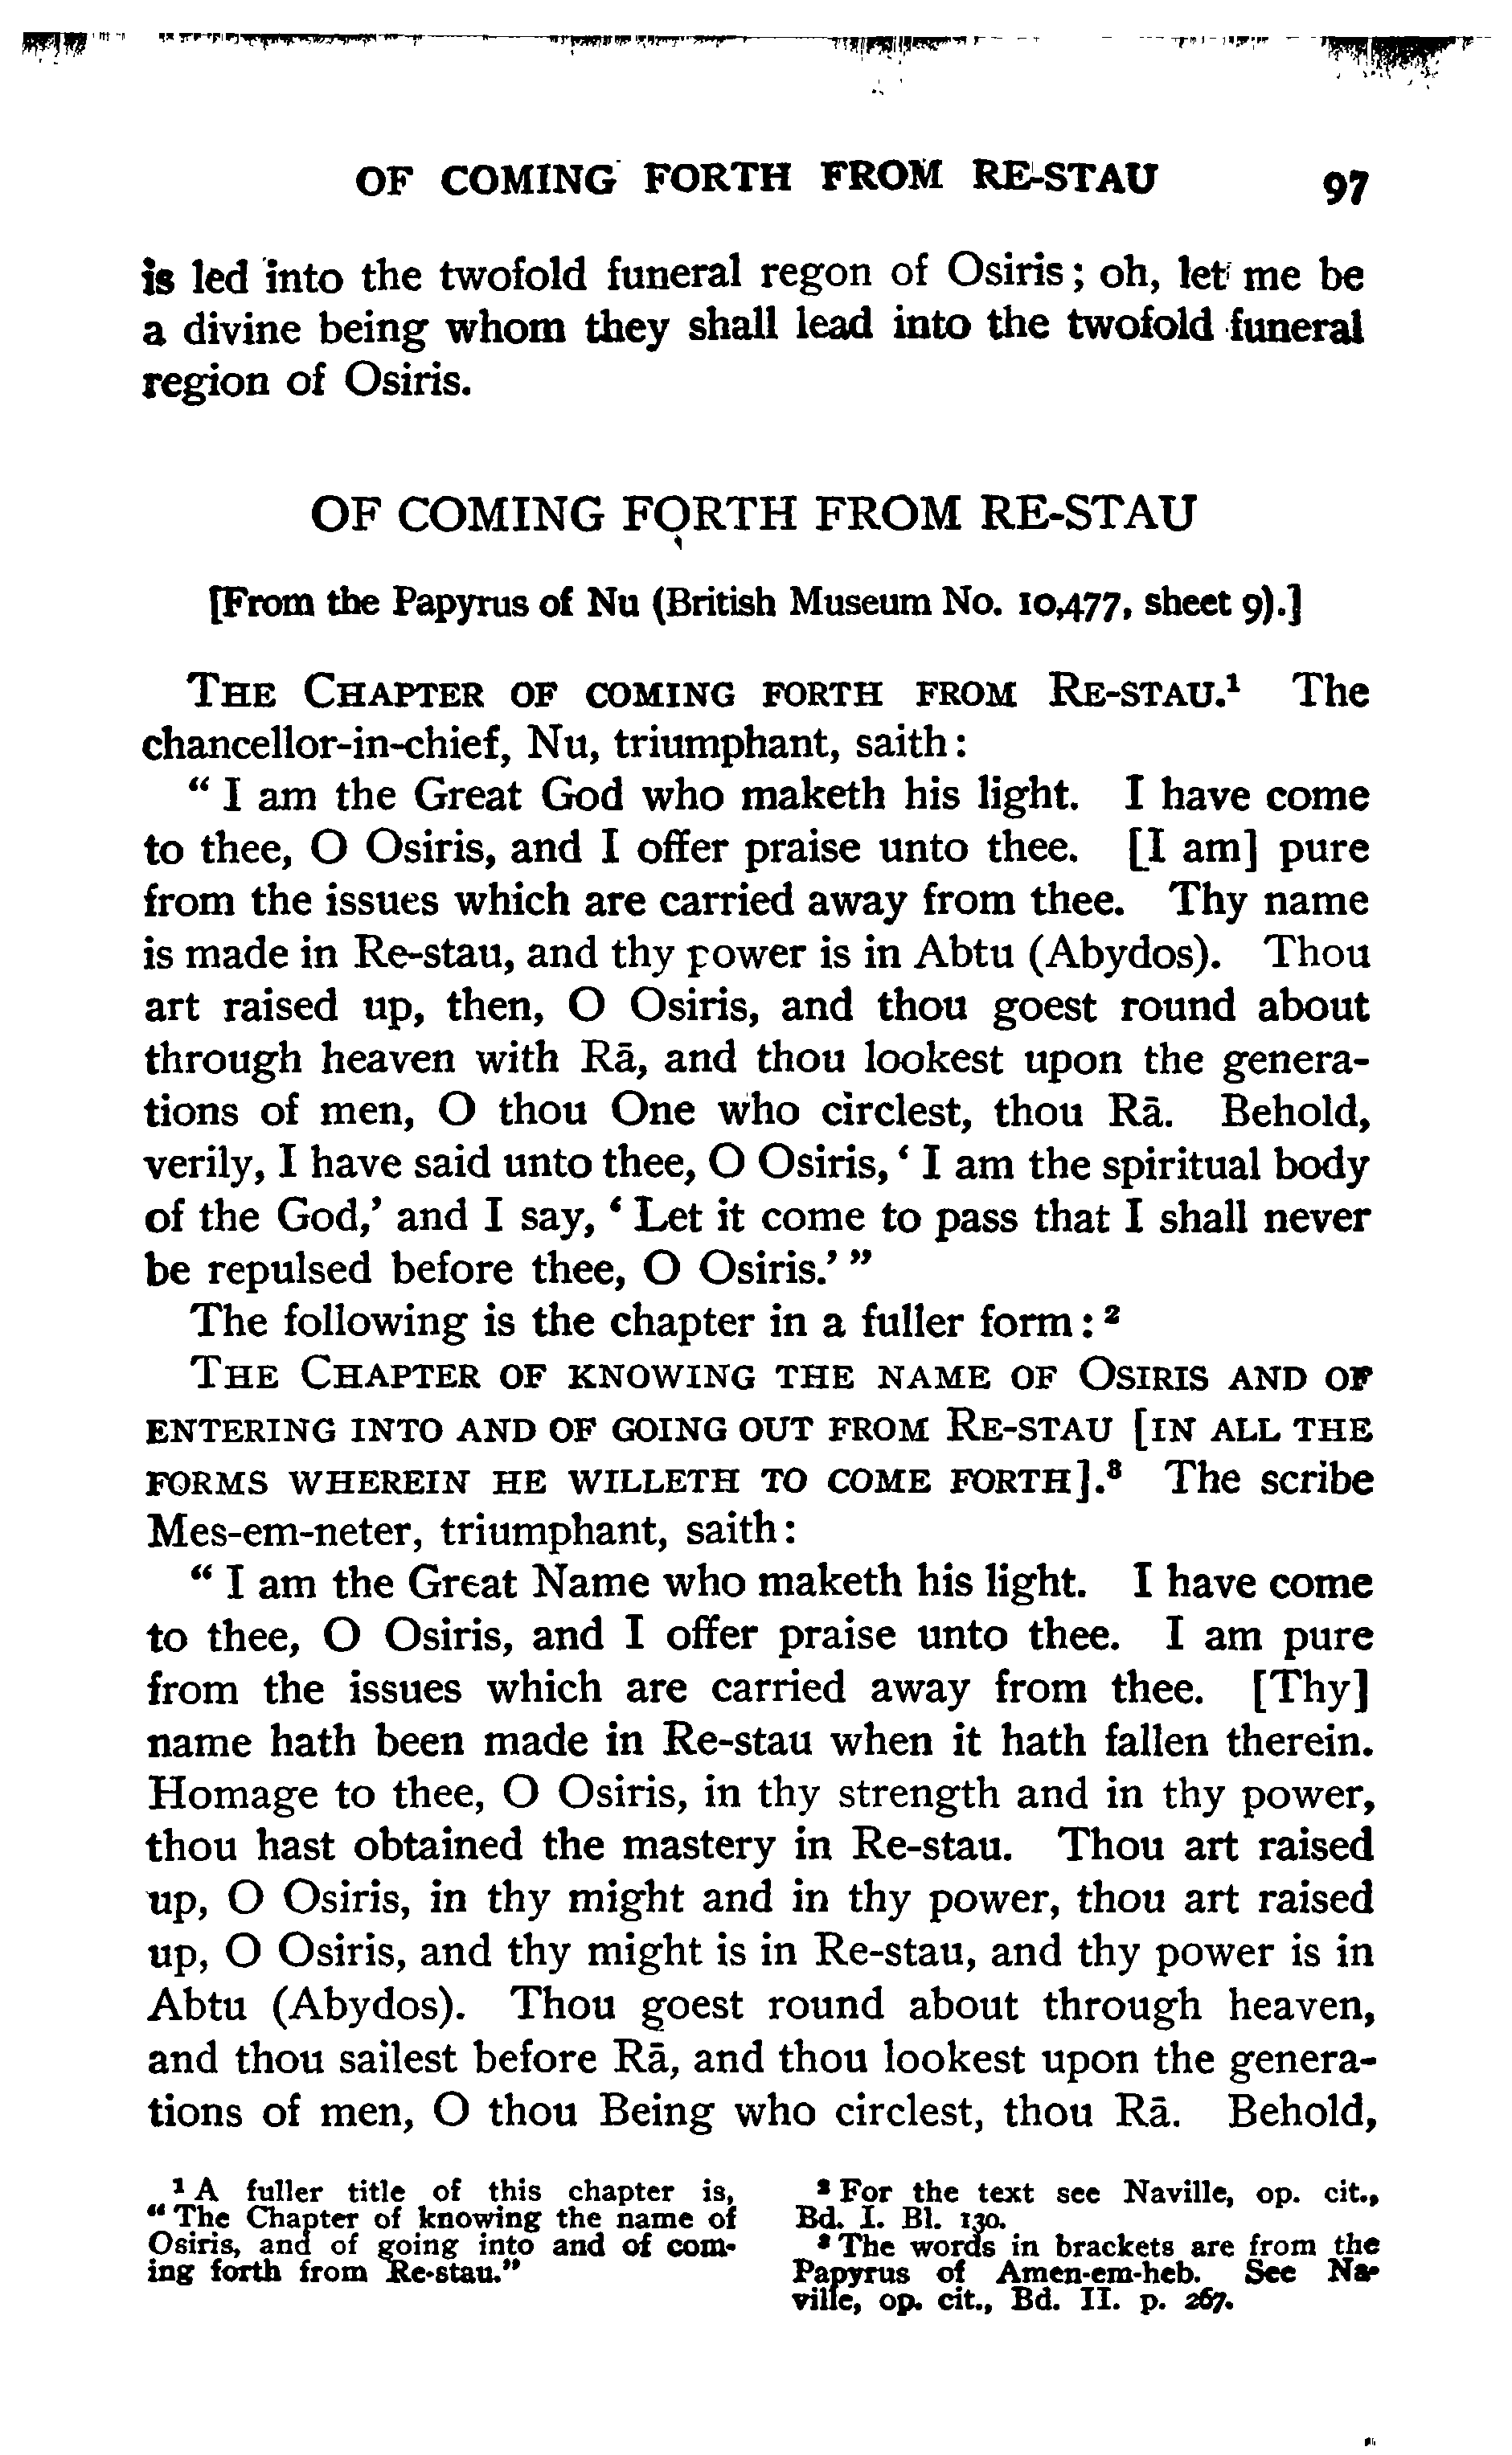 OF COMING FORTH FROM RE-STAU 97
is led into the twofold funeral regon of Osiris; oh, let me be
a divine being whom they shall lead into the twofold funeral
region of Osiris.
OF COMING FORTH FROM RE-STAU
[From the Papyrus of Nu (British Museum No. 10,477, sheet 9).]
THE CHAPTER OF COMING FORTH FROM RE-STAU.¹ The
chancellor-in-chief, Nu, triumphant, saith:
“I am the Great God who maketh his light. I have come
to thee, O Osiris, and I offer praise unto thee. [I am] pure
from the issues which are carried away from thee. Thy name
is made in Re-stau, and thy power is in Abtu (Abydos). Thou
art raised up, then, O Osiris, and thou goest round about
through heaven with Rā, and thou lookest upon the genera-
tions of men, O thou One who circlest, thou Rā. Behold,
verily, I have said unto thee, O Osiris, ‘I am the spiritual body
of the God,’ and I say, ‘Let it come to pass that I shall never
be repulsed before thee, O Osiris.’”
The following is the chapter in a fuller form:²
THE CHAPTER OF KNOWING THE NAME OF OSIRIS AND OF
ENTERING INTO AND OF GOING OUT FROM RE-STAU [IN ALL THE
FORMS WHEREIN HE WILLETH TO COME FORTH].³ The scribe
Mes-em-neter, triumphant, saith:
“I am the Great Name who maketh his light. I have come
to thee, O Osiris, and I offer praise unto thee. I am pure
from the issues which are carried away from thee. [Thy]
name hath been made in Re-stau when it hath fallen therein.
Homage to thee, O Osiris, in thy strength and in thy power,
thou hast obtained the mastery in Re-stau. Thou art raised
up, O Osiris, in thy might and in thy power, thou art raised
up, O Osiris, and thy might is in Re-stau, and thy power is in
Abtu (Abydos). Thou goest round about through heaven,
and thou sailest before Rā, and thou lookest upon the genera-
tions of men, O thou Being who circlest, thou Rā. Behold,
¹ A fuller title of this chapter is,
“The Chapter of knowing the name of
Osiris, and of going into and of com-
ing forth from Re-stau.”
² For the text see Naville, op. cit.,
Bd. I. Bl. 130.
³ The words in brackets are from the
Papyrus of Amen-em-heb. See Na-
ville, op. cit., Bd. II. p. 267.